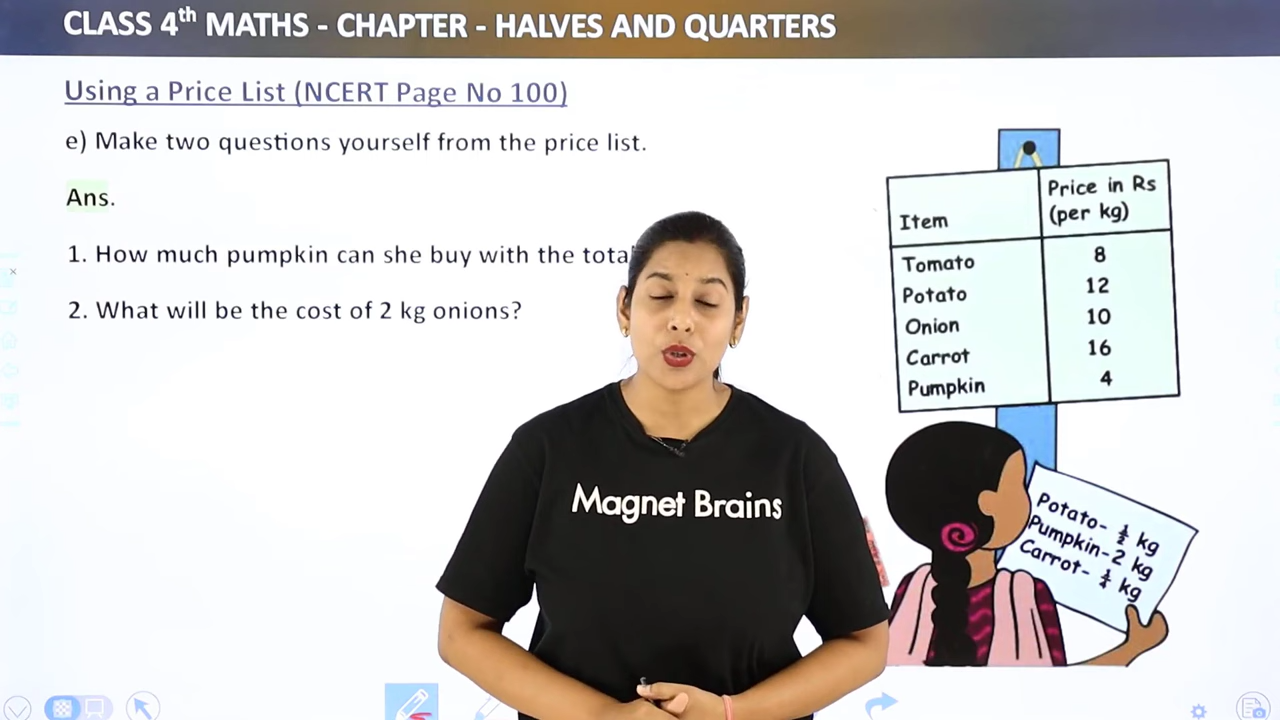 CLASS 4th MATHS - CHAPTER - HALVES AND QUARTERS
Using a Price List (NCERT Page No 100)
e) Make two questions yourself from the price list.
Ans.
1. How much pumpkin can she buy with the
2. What will be the cost of 2 kg onions?
Item Price in Rs (per kg)
Tomato 8
Potato 12
Onion 10
Carrot 16
Pumpkin 4
Potato- ½ kg
Pumpkin-2 kg
Carrot- ¼ kg
Magnet Brains